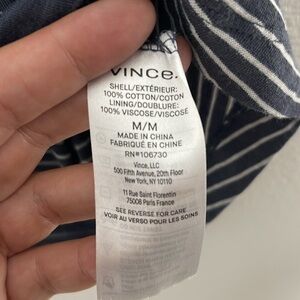 VINCE.
SHELL/EXTÉRIEUR:
100% COTTON/COTON
LINING/DOUBLURE:
100% VISCOSE/VISCOSE
M/M
MADE IN CHINA
FABRIQUÉ EN CHINE
RN#106730
Vince, LLC
500 Fifth Avenue, 20th Floor
New York, NY 10110
11 Rue Saint Florentin
75008 Paris France
SEE REVERSE FOR CARE
VOIR AU VERSO POUR LES SOINS